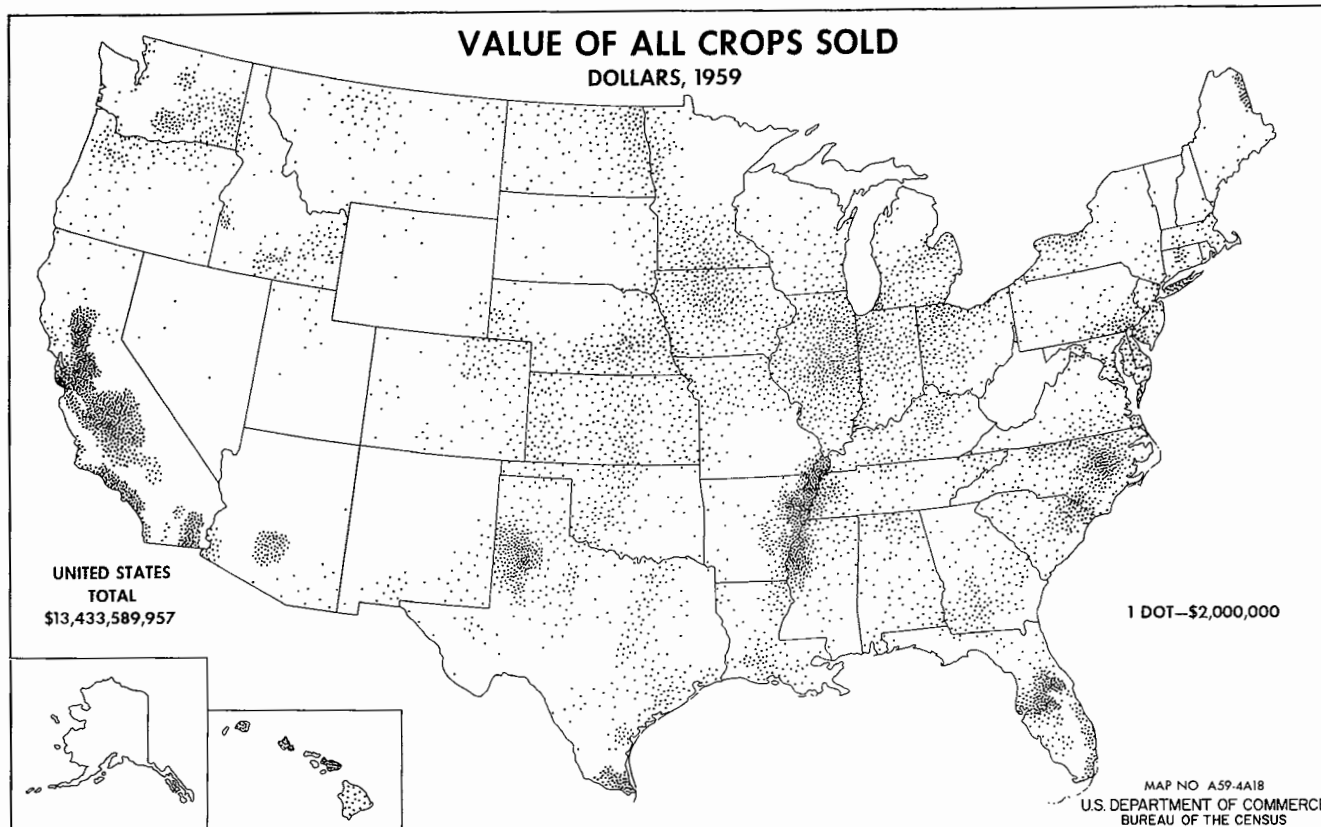 VALUE OF ALL CROPS SOLD
DOLLARS, 1959
UNITED STATES
TOTAL
$13,433,589,957
1 DOT—$2,000,000
MAP NO A59-4A18
U.S. DEPARTMENT OF COMMERCE
BUREAU OF THE CENSUS